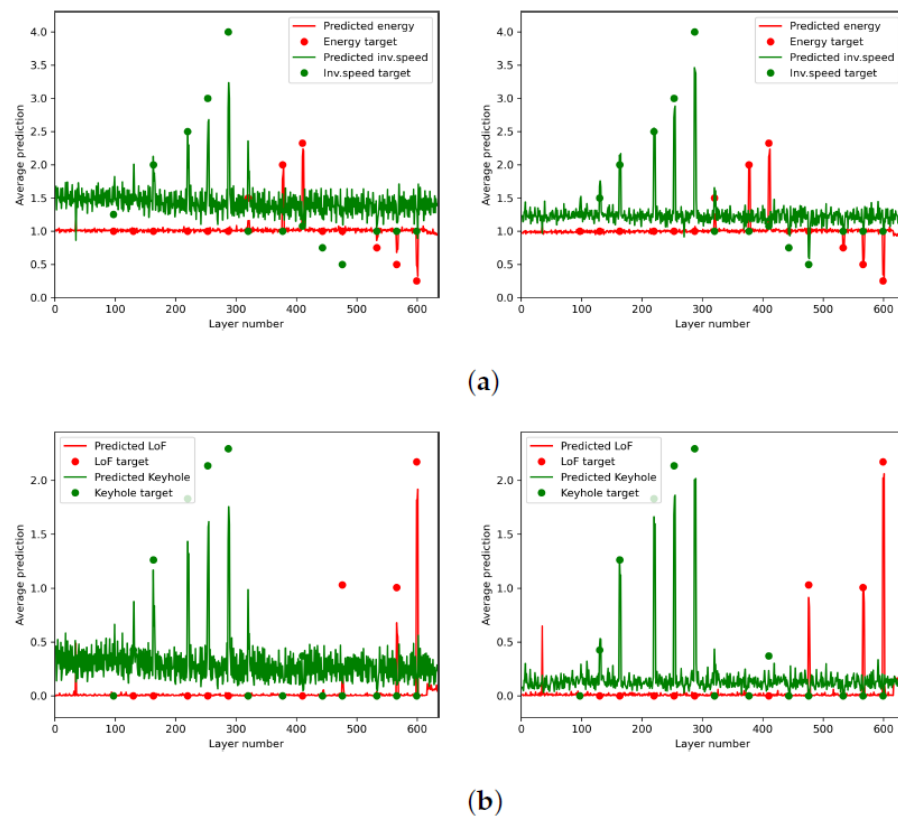 Average prediction
4.0
3.5
3.0
2.5
2.0
1.5
1.0
0.5
0.0
Predicted energy
Energy target
Predicted inv.speed
Inv.speed target
0 100 200 300 400 500 600
Layer number
Average prediction
4.0
3.5
3.0
2.5
2.0
1.5
1.0
0.5
0.0
Predicted energy
Energy target
Predicted inv.speed
Inv.speed target
0 100 200 300 400 500 600
Layer number
(a)
Average prediction
2.0
1.5
1.0
0.5
0.0
Predicted LoF
LoF target
Predicted Keyhole
Keyhole target
0 100 200 300 400 500 600
Layer number
Average prediction
2.0
1.5
1.0
0.5
0.0
Predicted LoF
LoF target
Predicted Keyhole
Keyhole target
0 100 200 300 400 500 600
Layer number
(b)